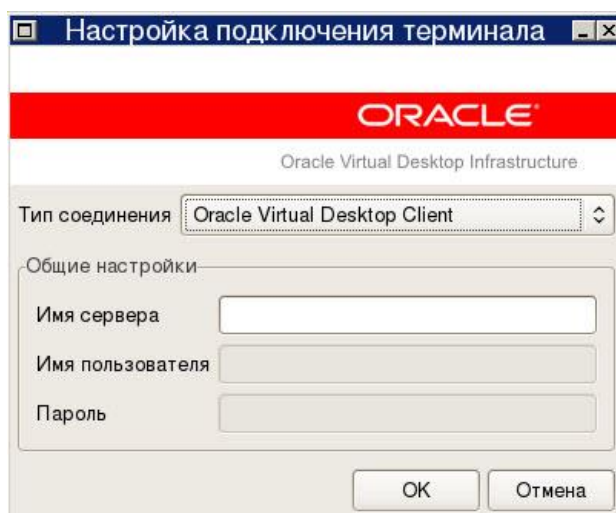 Настройка подключения терминала
ORACLE
Oracle Virtual Desktop Infrastructure
Тип соединения Oracle Virtual Desktop Client
Общие настройки
Имя сервера
Имя пользователя
Пароль
OK Отмена